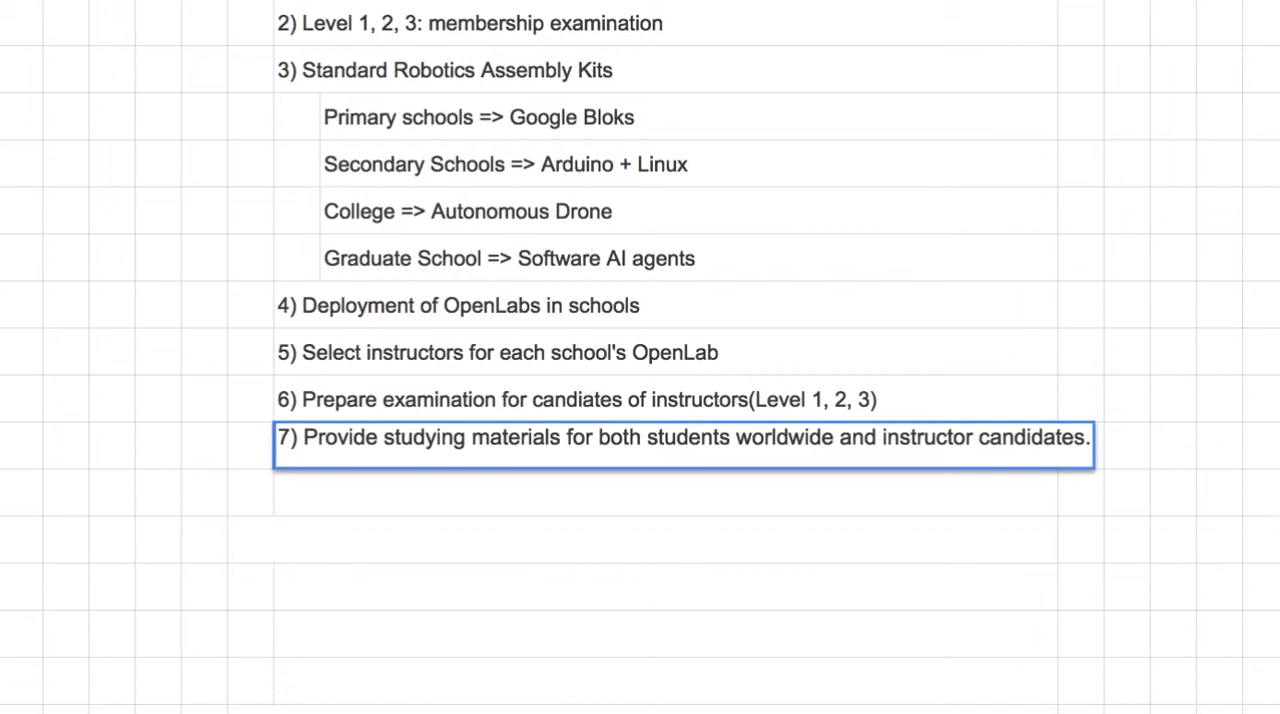 2) Level 1, 2, 3: membership examination
3) Standard Robotics Assembly Kits
Primary schools => Google Bloks
Secondary Schools => Arduino + Linux
College => Autonomous Drone
Graduate School => Software AI agents
4) Deployment of OpenLabs in schools
5) Select instructors for each school's OpenLab
6) Prepare examination for candiates of instructors(Level 1, 2, 3)
7) Provide studying materials for both students worldwide and instructor candidates.